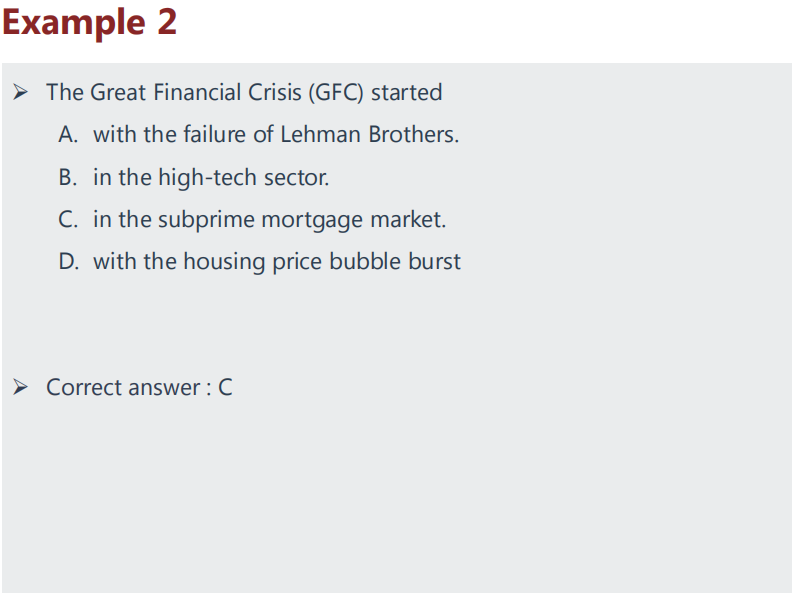 Example 2
➢ The Great Financial Crisis (GFC) started
A. with the failure of Lehman Brothers.
B. in the high-tech sector.
C. in the subprime mortgage market.
D. with the housing price bubble burst
➢ Correct answer : C